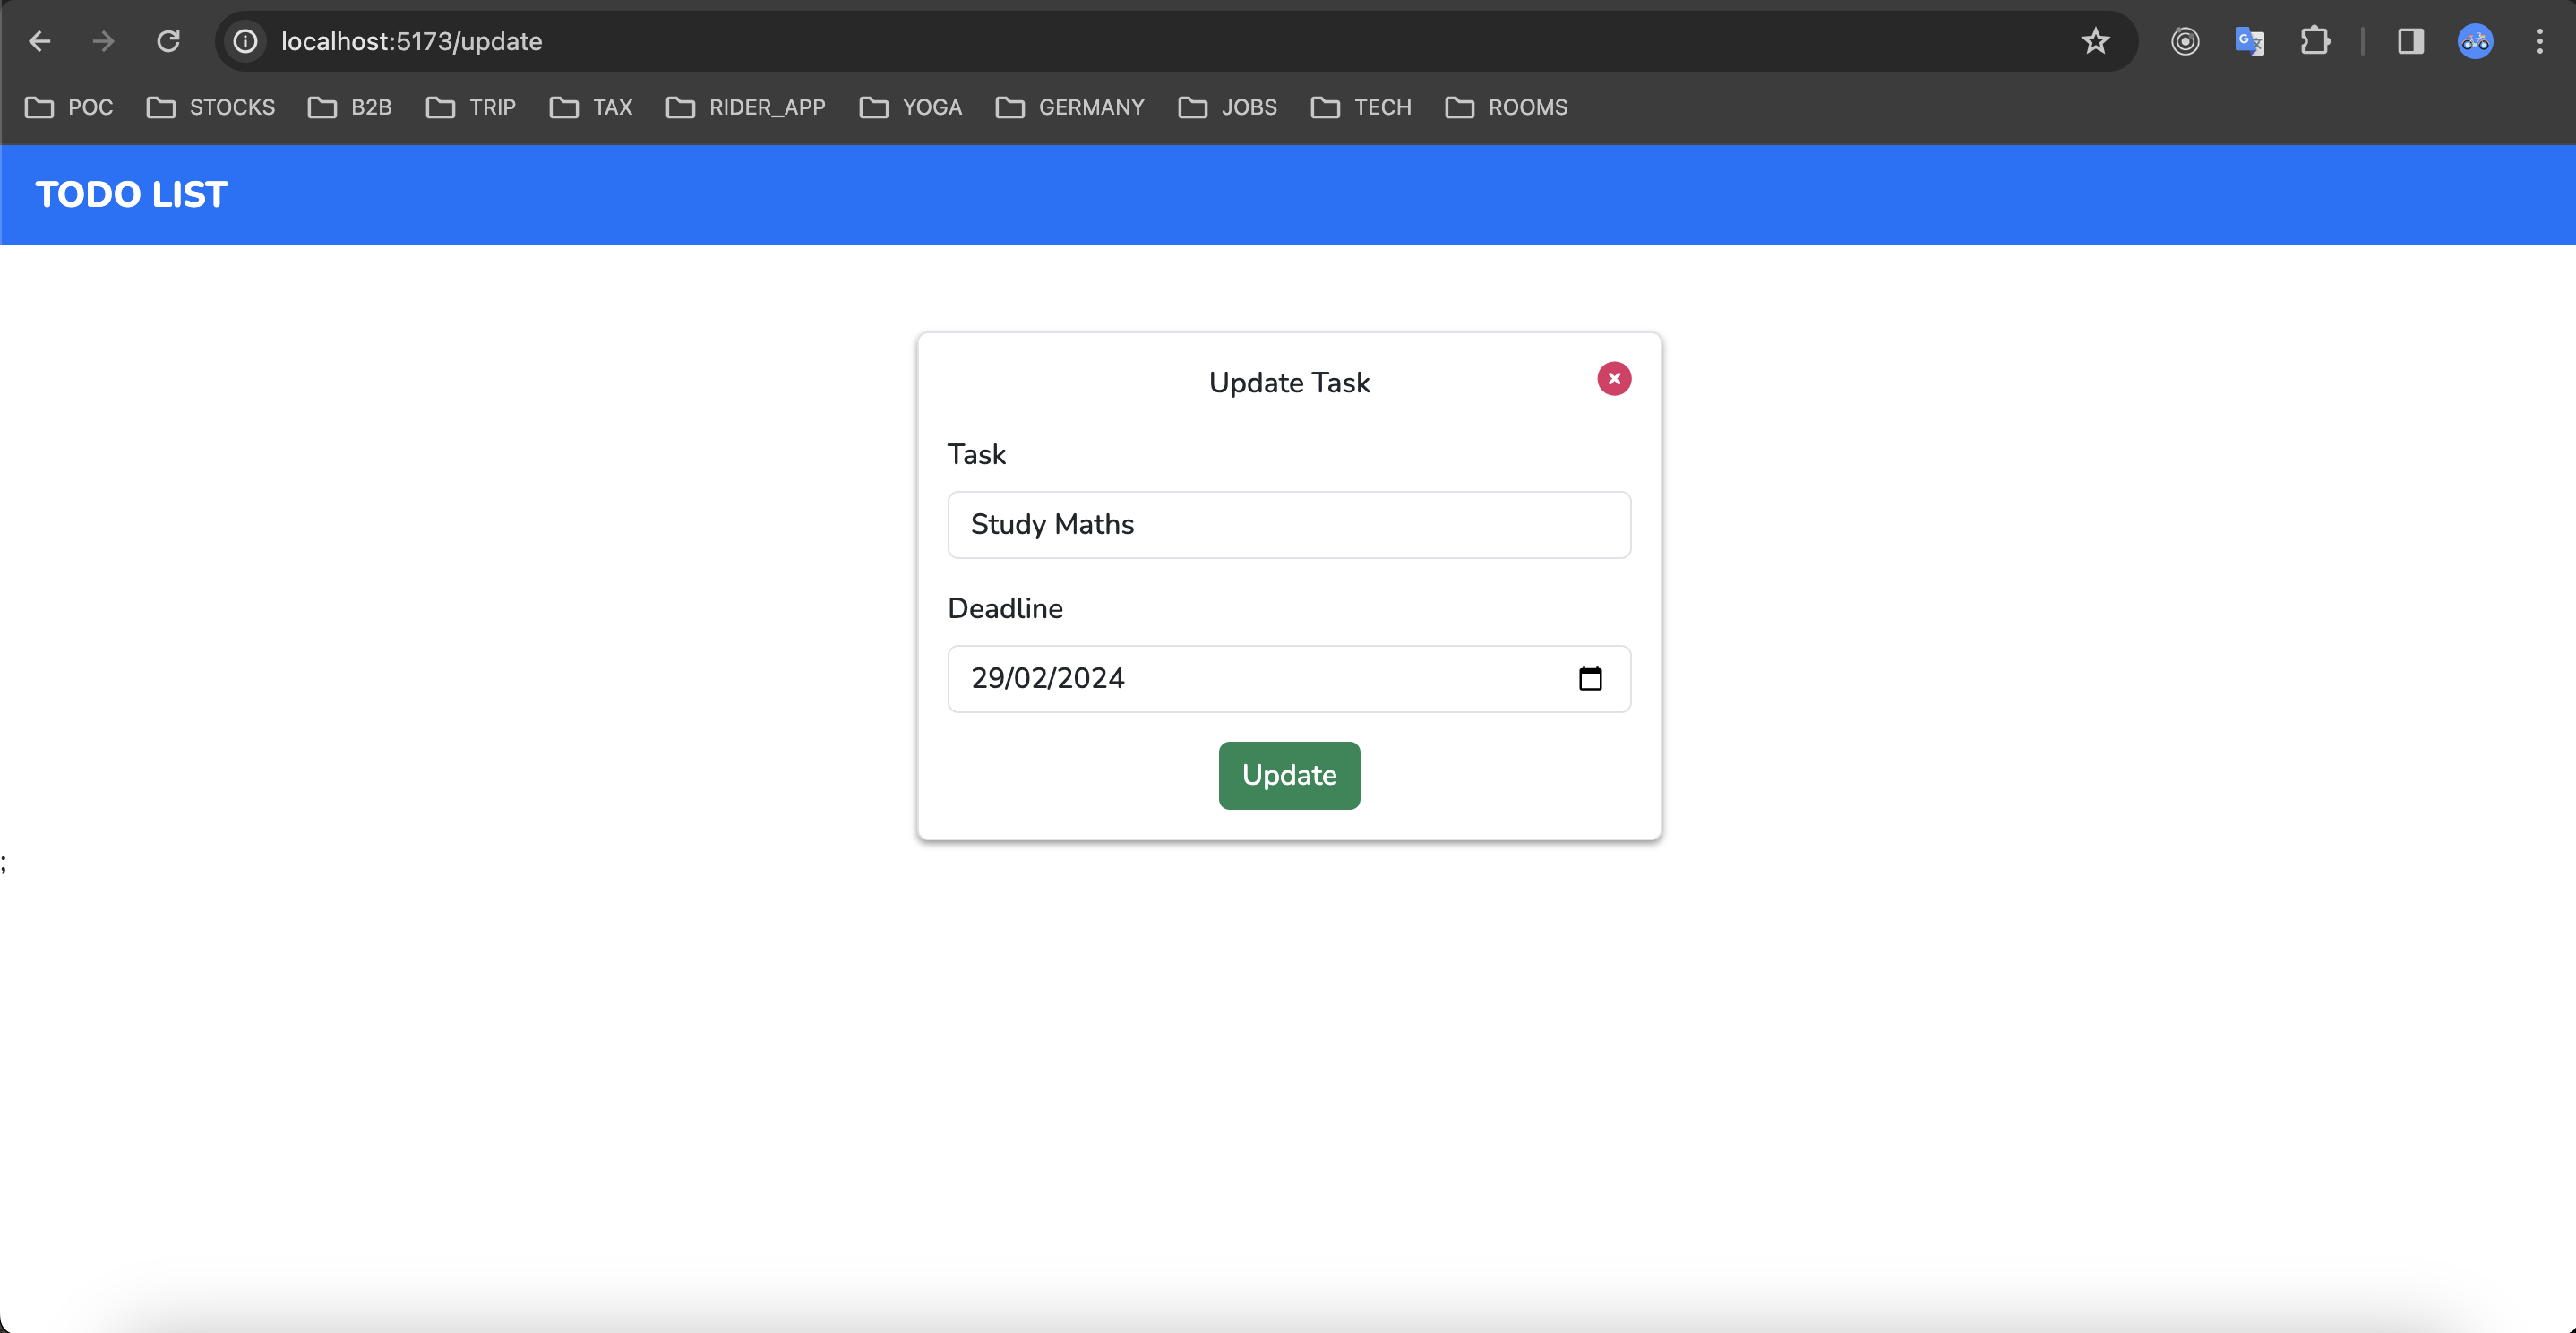 localhost:5173/update
POC STOCKS B2B TRIP TAX RIDER_APP YOGA GERMANY JOBS TECH ROOMS
TODO LIST
Update Task
Task
Study Maths
Deadline
29/02/2024
Update
;